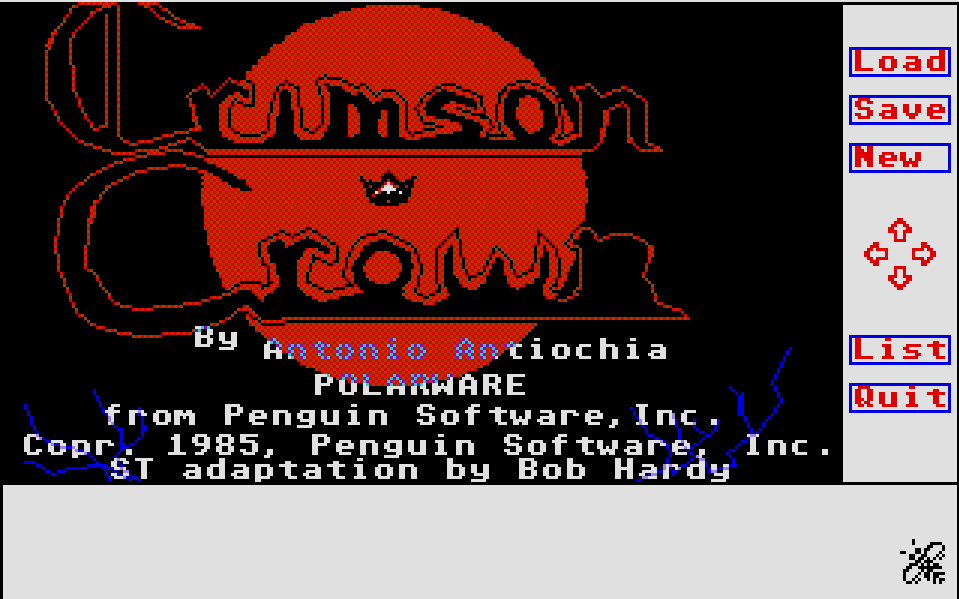 Crimson
Crown
By Antonio Antiochia
POLARWARE
from Penguin Software,Inc.
Copr. 1985, Penguin Software, Inc.
ST adaptation by Bob Hardy
Load
Save
New
List
Quit